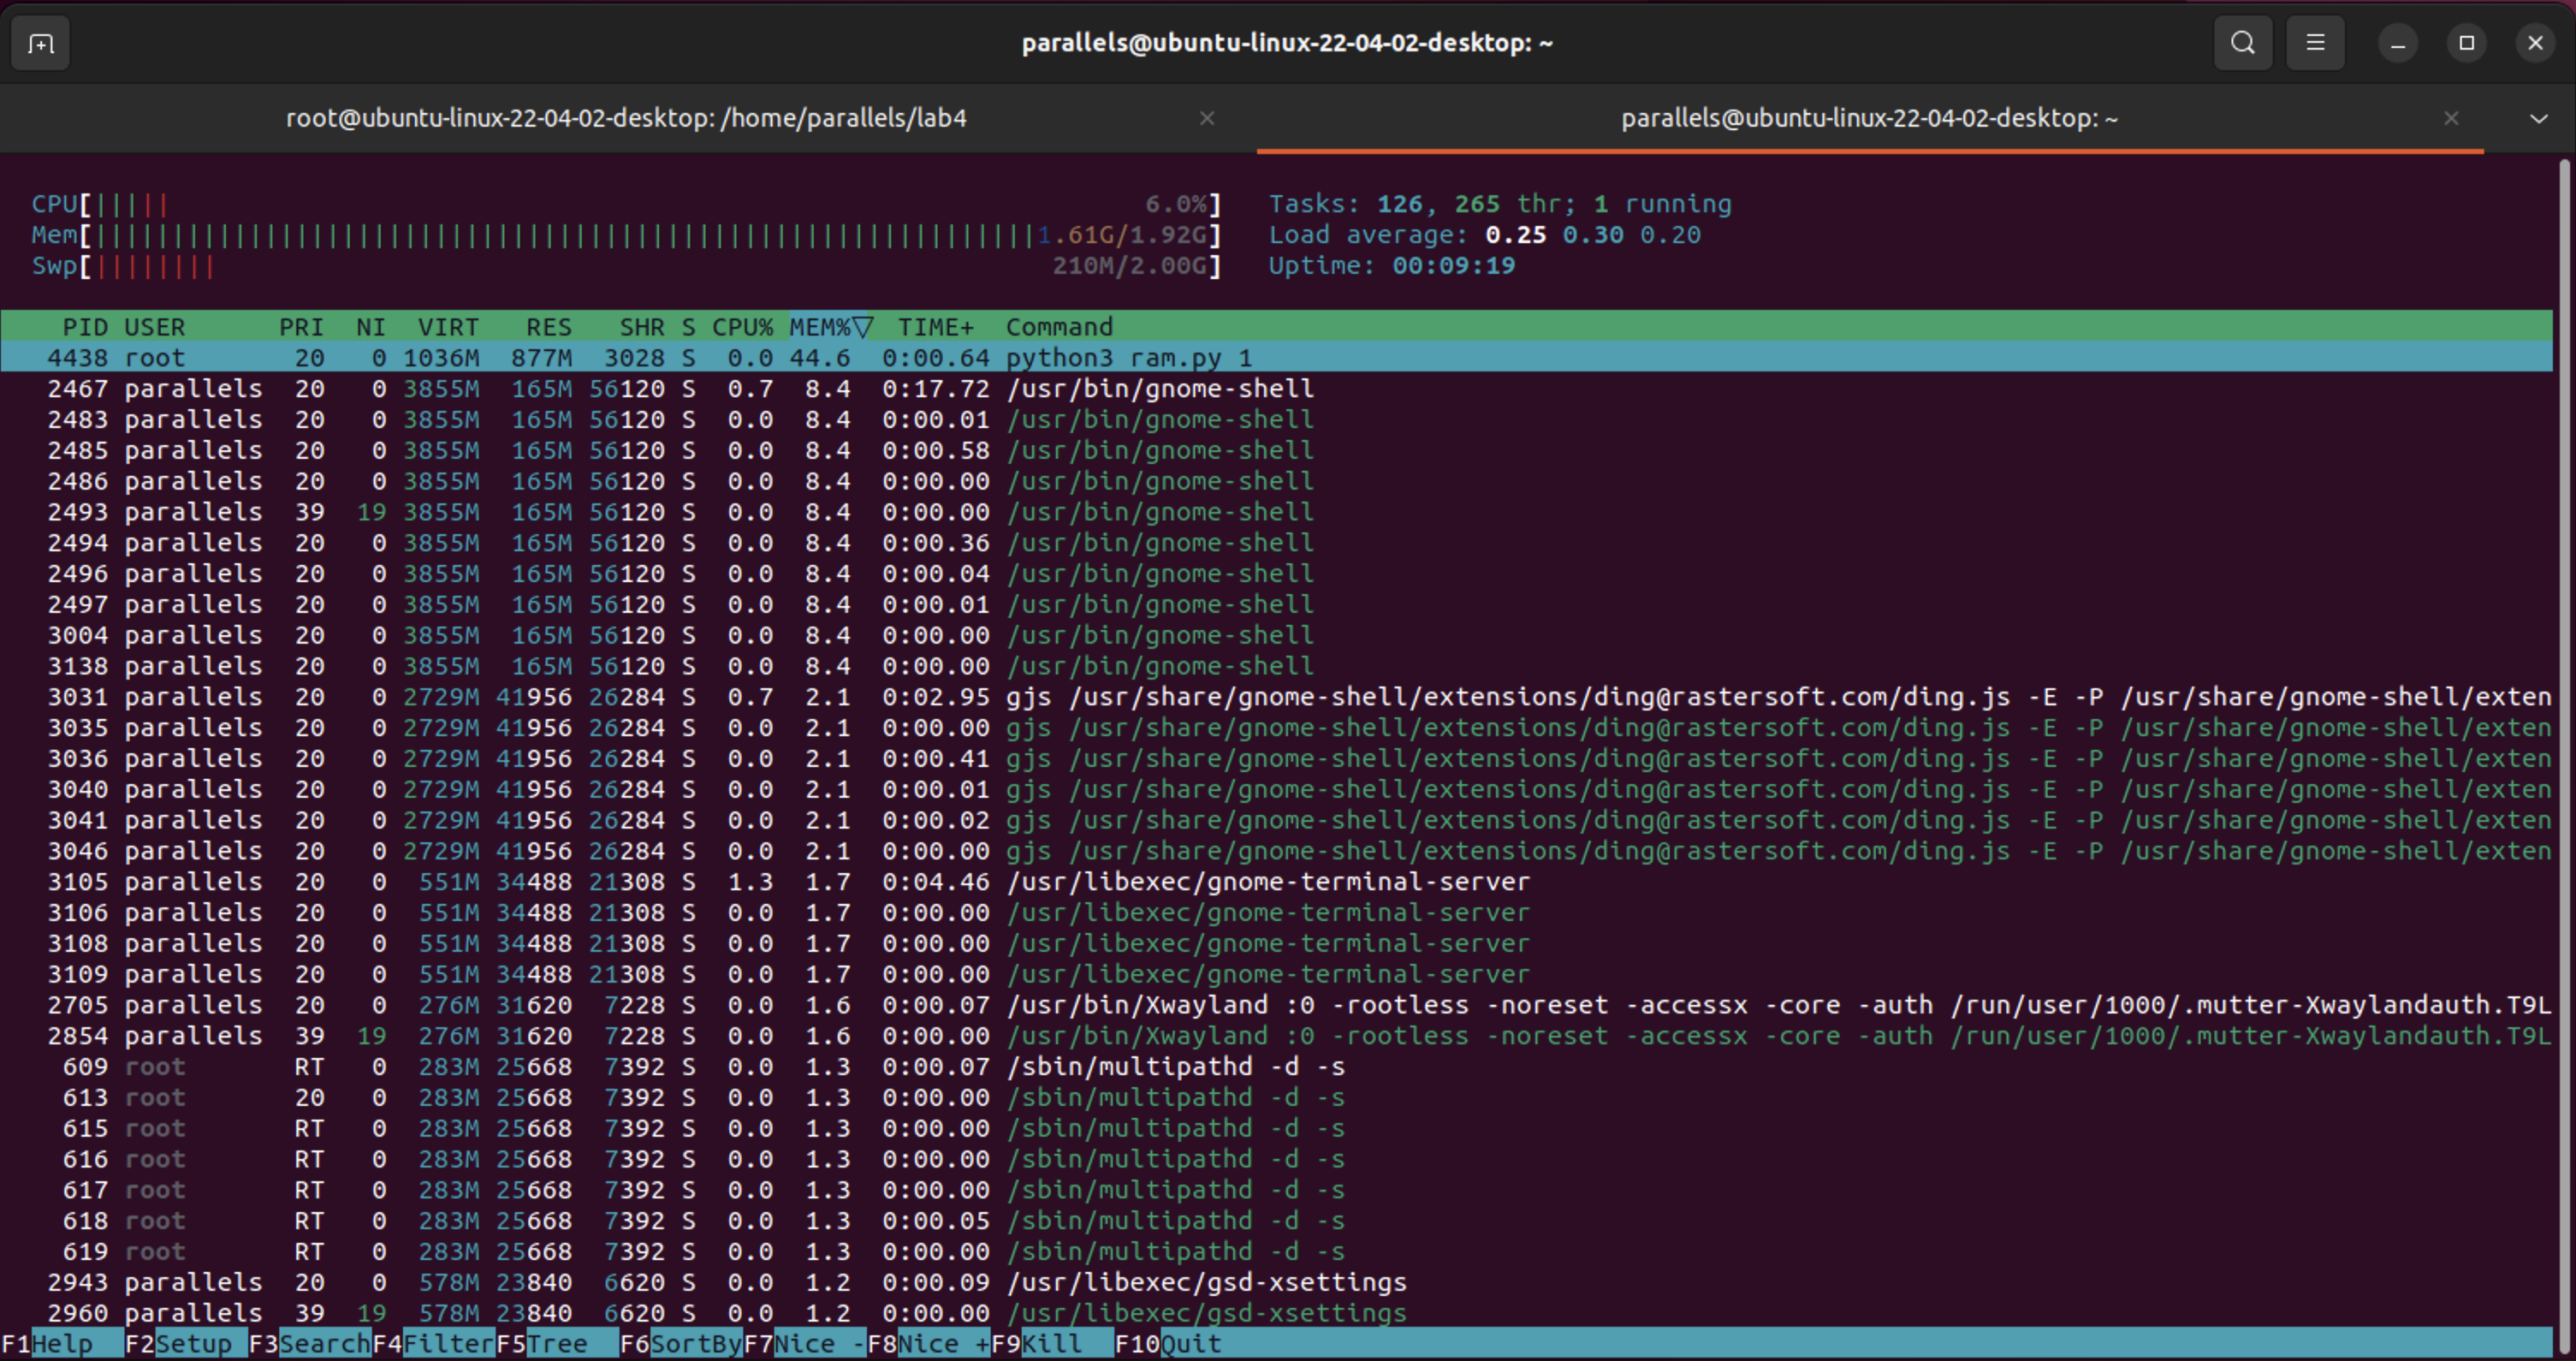 parallels@ubuntu-linux-22-04-02-desktop: ~
root@ubuntu-linux-22-04-02-desktop: /home/parallels/lab4 × parallels@ubuntu-linux-22-04-02-desktop: ~ ×
CPU[||||| 6.0%] Tasks: 126, 265 thr; 1 running
Mem[|||||||||||||||||||||||||||||||||||||||||||||||||||||||||||||1.61G/1.92G] Load average: 0.25 0.30 0.20
Swp[|||||||| 210M/2.00G] Uptime: 00:09:19
PID USER PRI NI VIRT RES SHR S CPU% MEM%▽ TIME+ Command
4438 root 20 0 1036M 877M 3028 S 0.0 44.6 0:00.64 python3 ram.py 1
2467 parallels 20 0 3855M 165M 56120 S 0.7 8.4 0:17.72 /usr/bin/gnome-shell
2483 parallels 20 0 3855M 165M 56120 S 0.0 8.4 0:00.01 /usr/bin/gnome-shell
2485 parallels 20 0 3855M 165M 56120 S 0.0 8.4 0:00.58 /usr/bin/gnome-shell
2486 parallels 20 0 3855M 165M 56120 S 0.0 8.4 0:00.00 /usr/bin/gnome-shell
2493 parallels 39 19 3855M 165M 56120 S 0.0 8.4 0:00.00 /usr/bin/gnome-shell
2494 parallels 20 0 3855M 165M 56120 S 0.0 8.4 0:00.36 /usr/bin/gnome-shell
2496 parallels 20 0 3855M 165M 56120 S 0.0 8.4 0:00.04 /usr/bin/gnome-shell
2497 parallels 20 0 3855M 165M 56120 S 0.0 8.4 0:00.01 /usr/bin/gnome-shell
3004 parallels 20 0 3855M 165M 56120 S 0.0 8.4 0:00.00 /usr/bin/gnome-shell
3138 parallels 20 0 3855M 165M 56120 S 0.0 8.4 0:00.00 /usr/bin/gnome-shell
3031 parallels 20 0 2729M 41956 26284 S 0.7 2.1 0:02.95 gjs /usr/share/gnome-shell/extensions/ding@rastersoft.com/ding.js -E -P /usr/share/gnome-shell/exten
3035 parallels 20 0 2729M 41956 26284 S 0.0 2.1 0:00.00 gjs /usr/share/gnome-shell/extensions/ding@rastersoft.com/ding.js -E -P /usr/share/gnome-shell/exten
3036 parallels 20 0 2729M 41956 26284 S 0.0 2.1 0:00.41 gjs /usr/share/gnome-shell/extensions/ding@rastersoft.com/ding.js -E -P /usr/share/gnome-shell/exten
3040 parallels 20 0 2729M 41956 26284 S 0.0 2.1 0:00.01 gjs /usr/share/gnome-shell/extensions/ding@rastersoft.com/ding.js -E -P /usr/share/gnome-shell/exten
3041 parallels 20 0 2729M 41956 26284 S 0.0 2.1 0:00.02 gjs /usr/share/gnome-shell/extensions/ding@rastersoft.com/ding.js -E -P /usr/share/gnome-shell/exten
3046 parallels 20 0 2729M 41956 26284 S 0.0 2.1 0:00.00 gjs /usr/share/gnome-shell/extensions/ding@rastersoft.com/ding.js -E -P /usr/share/gnome-shell/exten
3105 parallels 20 0 551M 34488 21308 S 1.3 1.7 0:04.46 /usr/libexec/gnome-terminal-server
3106 parallels 20 0 551M 34488 21308 S 0.0 1.7 0:00.00 /usr/libexec/gnome-terminal-server
3108 parallels 20 0 551M 34488 21308 S 0.0 1.7 0:00.00 /usr/libexec/gnome-terminal-server
3109 parallels 20 0 551M 34488 21308 S 0.0 1.7 0:00.00 /usr/libexec/gnome-terminal-server
2705 parallels 20 0 276M 31620 7228 S 0.0 1.6 0:00.07 /usr/bin/Xwayland :0 -rootless -noreset -accessx -core -auth /run/user/1000/.mutter-Xwaylandauth.T9L
2854 parallels 39 19 276M 31620 7228 S 0.0 1.6 0:00.00 /usr/bin/Xwayland :0 -rootless -noreset -accessx -core -auth /run/user/1000/.mutter-Xwaylandauth.T9L
609 root RT 0 283M 25668 7392 S 0.0 1.3 0:00.07 /sbin/multipathd -d -s
613 root 20 0 283M 25668 7392 S 0.0 1.3 0:00.00 /sbin/multipathd -d -s
615 root RT 0 283M 25668 7392 S 0.0 1.3 0:00.00 /sbin/multipathd -d -s
616 root RT 0 283M 25668 7392 S 0.0 1.3 0:00.00 /sbin/multipathd -d -s
617 root RT 0 283M 25668 7392 S 0.0 1.3 0:00.00 /sbin/multipathd -d -s
618 root RT 0 283M 25668 7392 S 0.0 1.3 0:00.05 /sbin/multipathd -d -s
619 root RT 0 283M 25668 7392 S 0.0 1.3 0:00.00 /sbin/multipathd -d -s
2943 parallels 20 0 578M 23840 6620 S 0.0 1.2 0:00.09 /usr/libexec/gsd-xsettings
2960 parallels 39 19 578M 23840 6620 S 0.0 1.2 0:00.00 /usr/libexec/gsd-xsettings
F1Help F2Setup F3SearchF4FilterF5Tree F6SortByF7Nice -F8Nice +F9Kill F10Quit